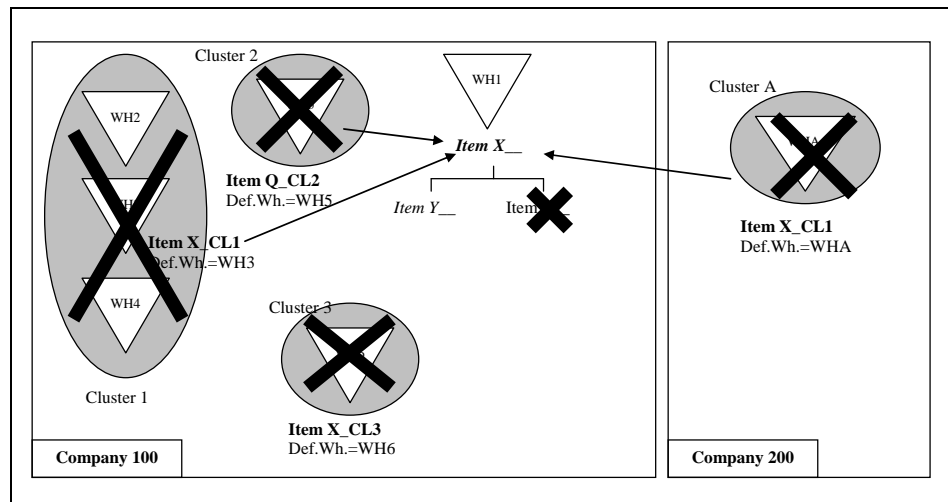 Cluster 2
WH1
Cluster A
WH2
Item X__
Item Q_CL2
Def.Wh.=WH5
Item Y__
Item
Item X_CL1
Def.Wh.=WHA
Item X_CL1
Def.Wh.=WH3
WH4
Cluster 3
Cluster 1
Item X_CL3
Def.Wh.=WH6
Company 100
Company 200